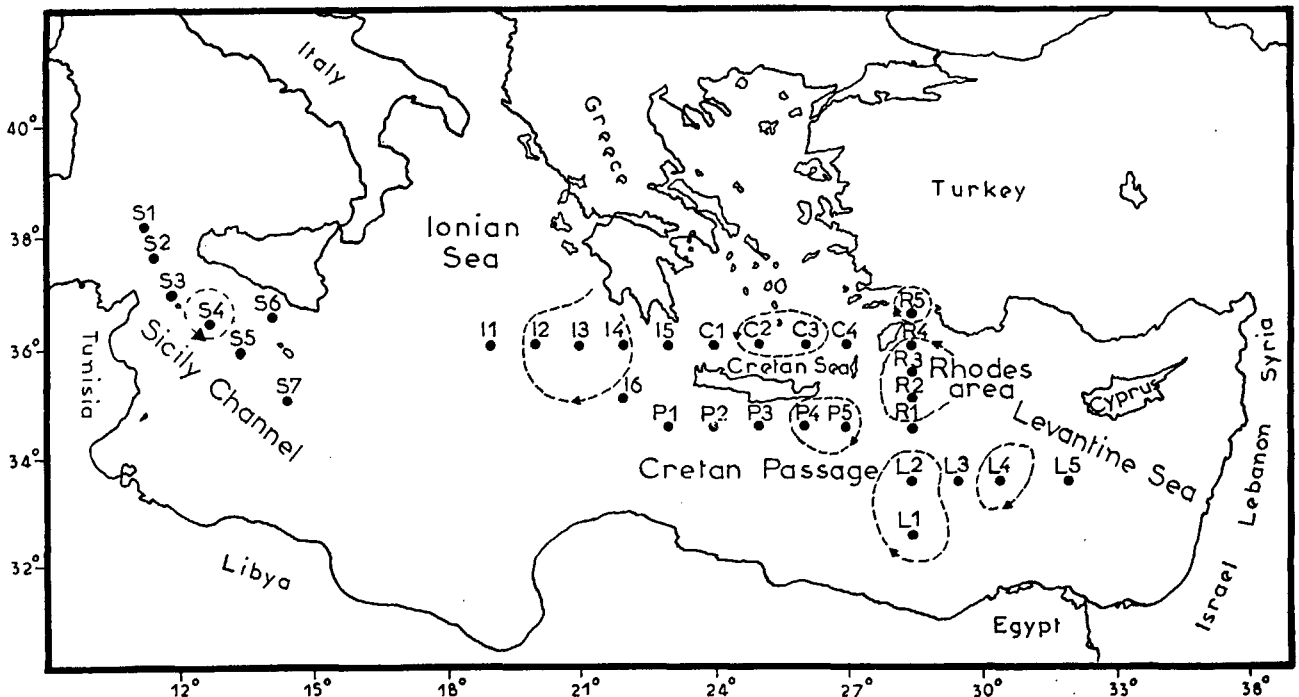 Italy
Greece
40°
Turkey
S1
S2
Ionian
Sea
38°
S3
S4
S5
S6
S7
Sicily Channel
Tunisia
R5
I1
I2
I3
I4
I5
C1
C2
C3
C4
R4
36°
Cretan Sea
R3
Rhodes
area
R2
R1
I6
Cyprus
Syria
P1
P2
P3
P4
P5
Levantine Sea
34°
Cretan Passage
L2
L3
L4
L5
Lebanon
L1
32°
Libya
Israel
Egypt
12°
15°
18°
21°
24°
27°
30°
33°
36°
38°